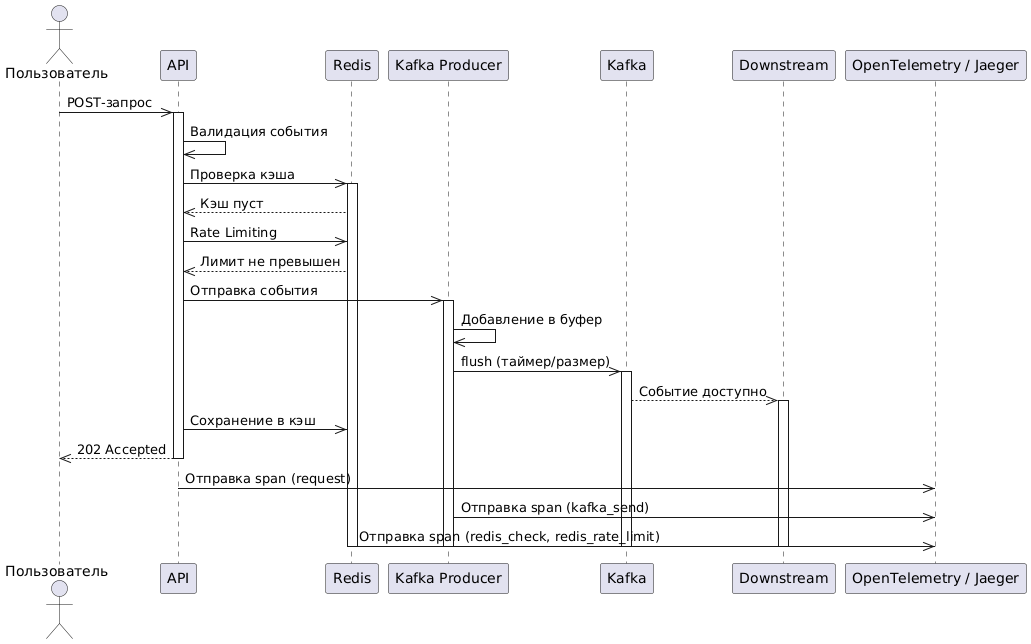 Пользователь
API
Redis
Kafka Producer
Kafka
Downstream
OpenTelemetry / Jaeger
POST-запрос
Валидация события
Проверка кэша
Кэш пуст
Rate Limiting
Лимит не превышен
Отправка события
Добавление в буфер
flush (таймер/размер)
Событие доступно
Сохранение в кэш
202 Accepted
Отправка span (request)
Отправка span (kafka_send)
Отправка span (redis_check, redis_rate_limit)
Пользователь
API
Redis
Kafka Producer
Kafka
Downstream
OpenTelemetry / Jaeger